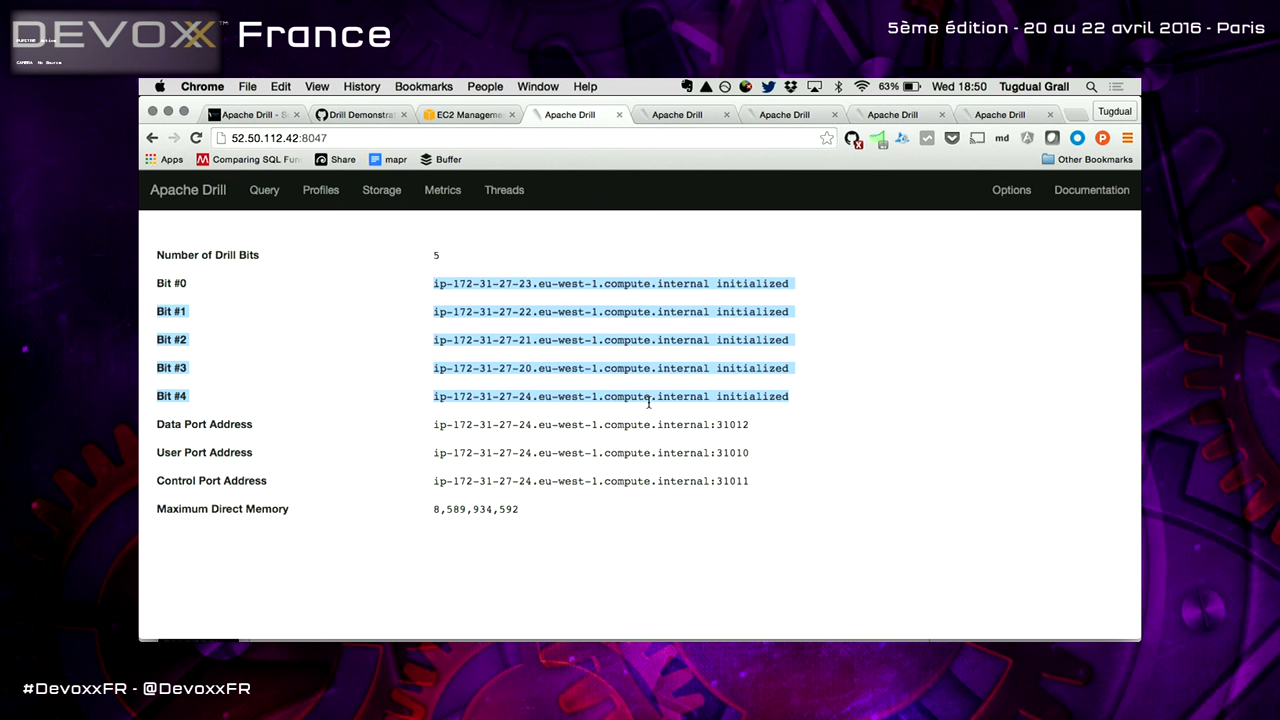 DEVOXX™ France
5ème édition - 20 au 22 avril 2016 - Paris
Chrome File Edit View History Bookmarks People Window Help
63% Wed 18:50 Tugdual Grall
Apache Drill - S
Drill Demonstra
EC2 Manageme
Apache Drill
Apache Drill
Apache Drill
Apache Drill
Apache Drill
Tugdual
52.50.112.42:8047
md
Apps Comparing SQL Fun Share mapr Buffer Other Bookmarks
Apache Drill Query Profiles Storage Metrics Threads Options Documentation
Number of Drill Bits 5
Bit #0 ip-172-31-27-23.eu-west-1.compute.internal initialized
Bit #1 ip-172-31-27-22.eu-west-1.compute.internal initialized
Bit #2 ip-172-31-27-21.eu-west-1.compute.internal initialized
Bit #3 ip-172-31-27-20.eu-west-1.compute.internal initialized
Bit #4 ip-172-31-27-24.eu-west-1.compute.internal initialized
Data Port Address ip-172-31-27-24.eu-west-1.compute.internal:31012
User Port Address ip-172-31-27-24.eu-west-1.compute.internal:31010
Control Port Address ip-172-31-27-24.eu-west-1.compute.internal:31011
Maximum Direct Memory 8,589,934,592
#DevoxxFR - @DevoxxFR